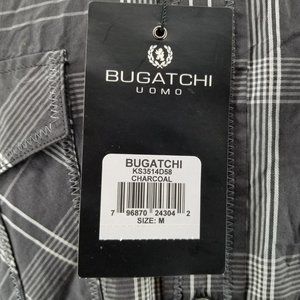 BUGATCHI
UOMO
BUGATCHI
KS3514D58
CHARCOAL
7 96870 24304 2
SIZE: M